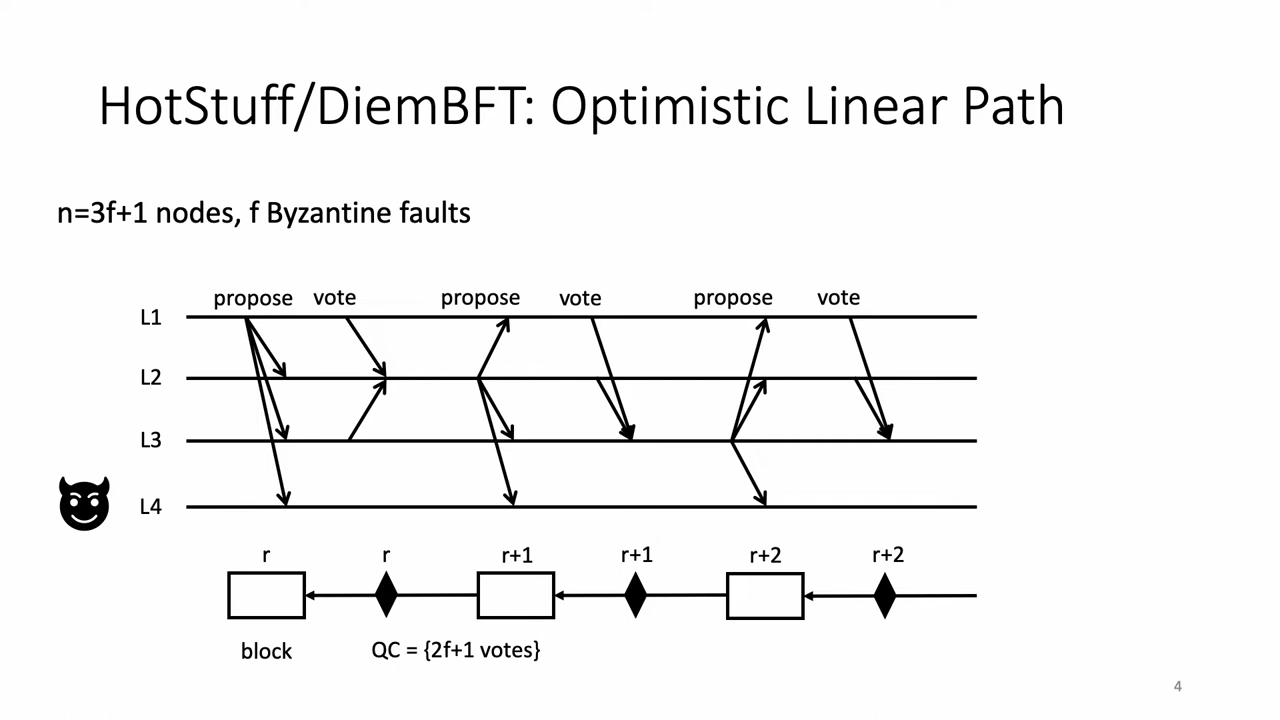 HotStuff/DiemBFT: Optimistic Linear Path
n=3f+1 nodes, f Byzantine faults
propose vote propose vote propose vote
L1
L2
L3
L4
r r r+1 r+1 r+2 r+2
block QC = {2f+1 votes}
4